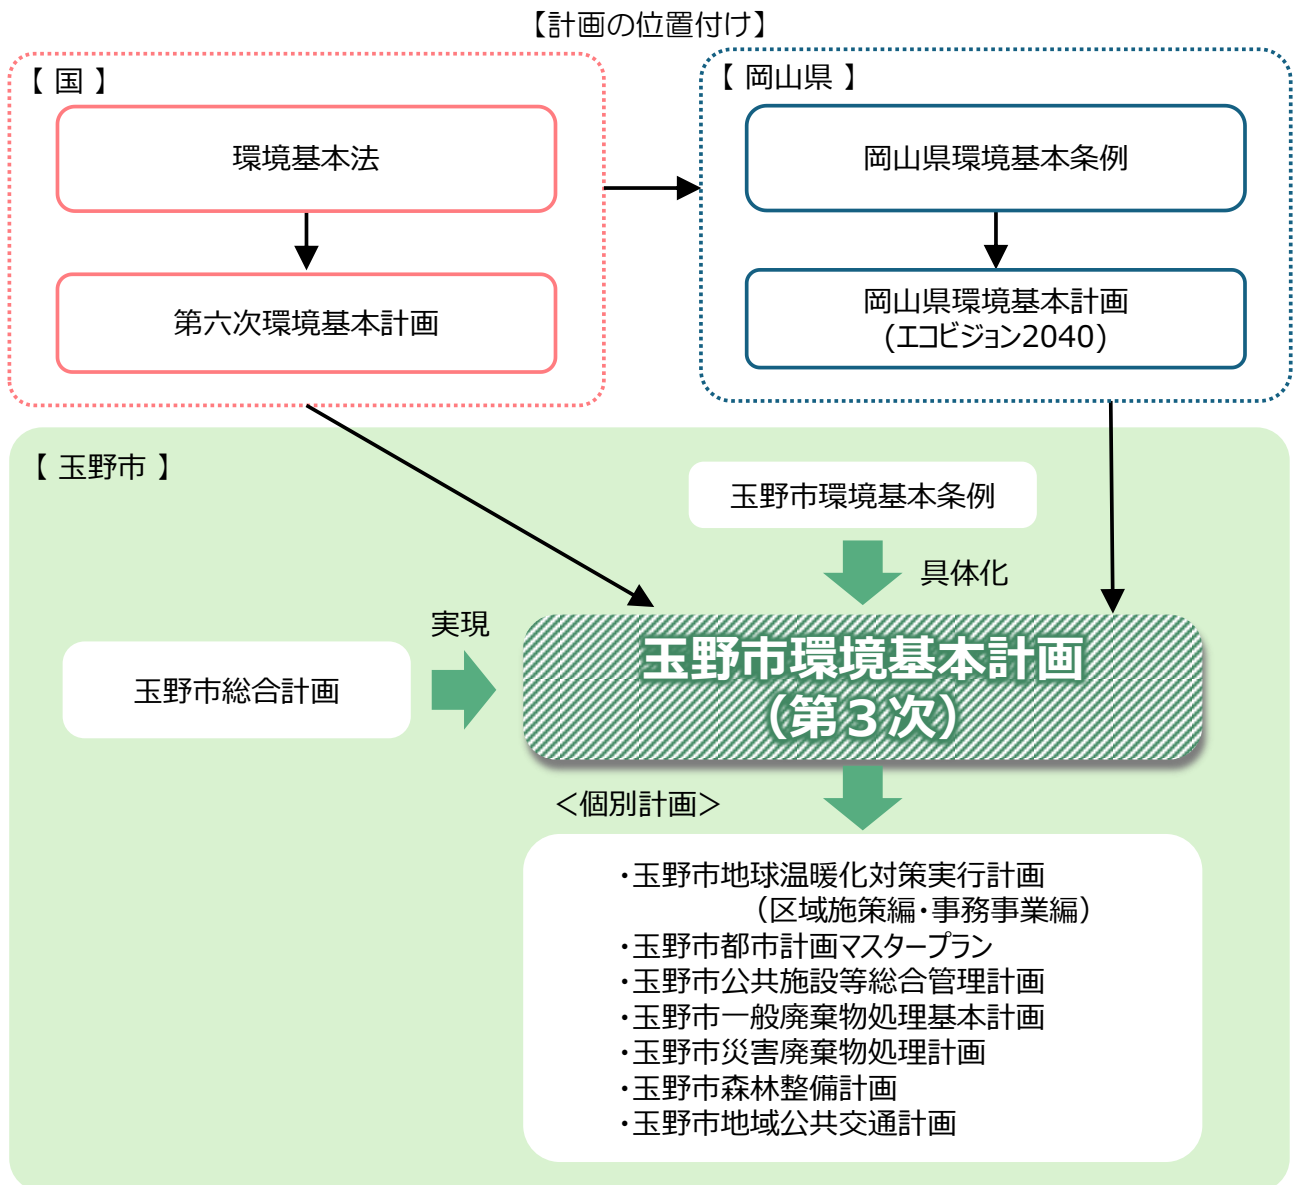 【計画の位置付け】
【 国 】
環境基本法
第六次環境基本計画
【 岡山県 】
岡山県環境基本条例
岡山県環境基本計画
(エコビジョン2040)
【 玉野市 】
玉野市環境基本条例
具体化
実現
玉野市総合計画
玉野市環境基本計画
（第３次）
＜個別計画＞
・玉野市地球温暖化対策実行計画
（区域施策編・事務事業編）
・玉野市都市計画マスタープラン
・玉野市公共施設等総合管理計画
・玉野市一般廃棄物処理基本計画
・玉野市災害廃棄物処理計画
・玉野市森林整備計画
・玉野市地域公共交通計画